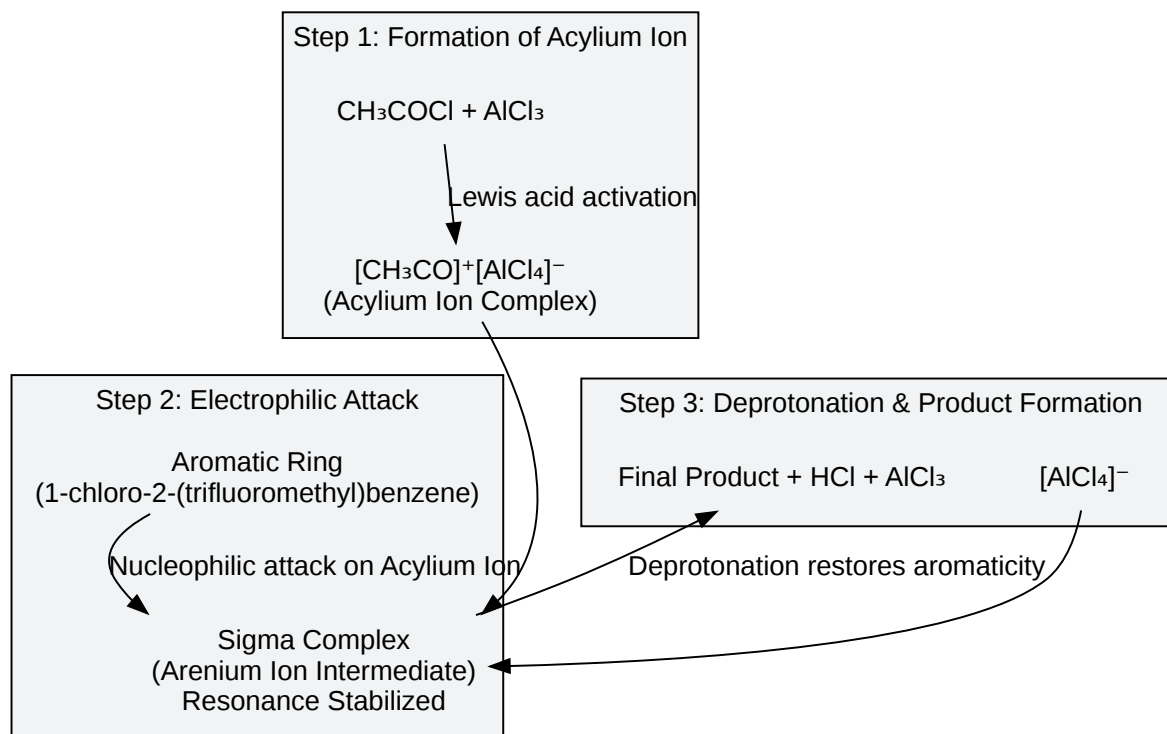 Step 1: Formation of Acylium Ion
CH₃COCl + AlCl₃
Lewis acid activation
[CH₃CO]⁺[AlCl₄]⁻
(Acylium Ion Complex)
Step 2: Electrophilic Attack
Aromatic Ring
(1-chloro-2-(trifluoromethyl)benzene)
Nucleophilic attack on Acylium Ion
Sigma Complex
(Arenium Ion Intermediate)
Resonance Stabilized
Step 3: Deprotonation & Product Formation
Final Product + HCl + AlCl₃
[AlCl₄]⁻
Deprotonation restores aromaticity